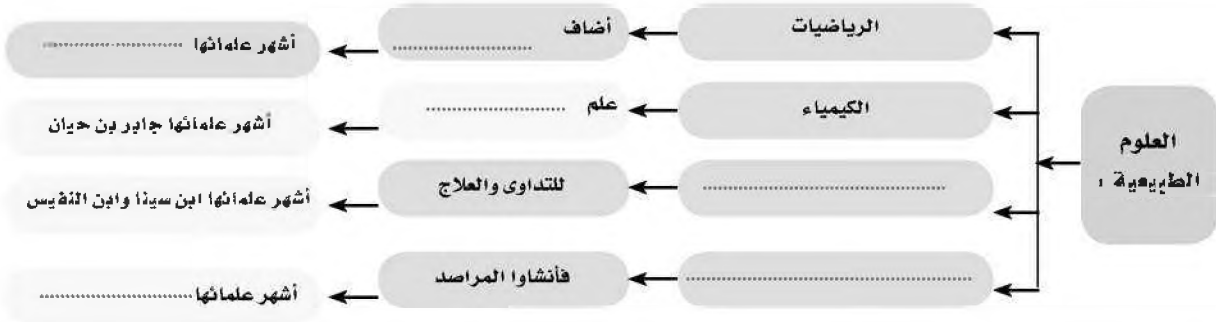 العلوم
الطبيعية :
الرياضيات
أضاف ..............................
أشهر علمائها ..............................
الكيمياء
علم ..............................
أشهر علمائها جابر بن حيان
..............................
للتداوى والعلاج
أشهر علمائها ابن سينا وابن النفيس
..............................
فأنشاوا المراصد
أشهر علمائها ..............................